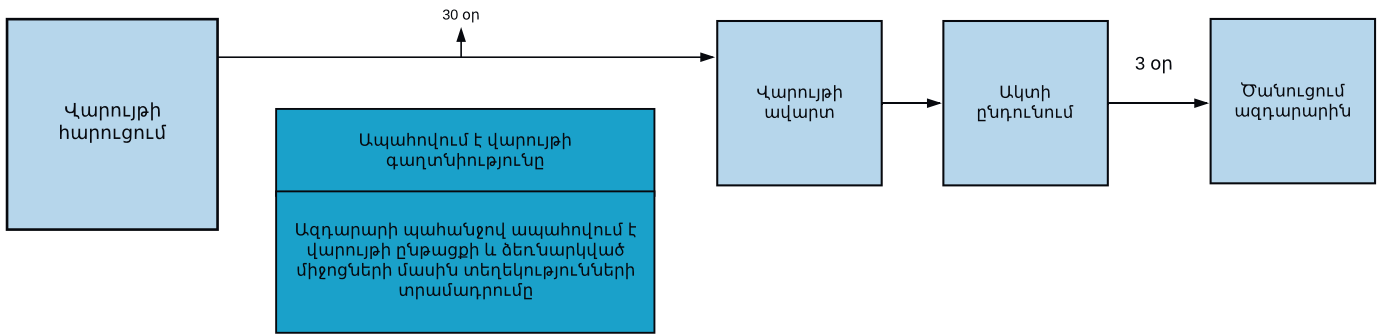 30 օր
Վարույթի
հարուցում
Ապահովում է վարույթի
գաղտնիությունը
Ազդարարի պահանջով ապահովում է
վարույթի ընթացքի և ձեռնարկված
միջոցների մասին տեղեկությունների
տրամադրումը
Վարույթի
ավարտ
Ակտի
ընդունում
3 օր
Ծանուցում
ազդարարին